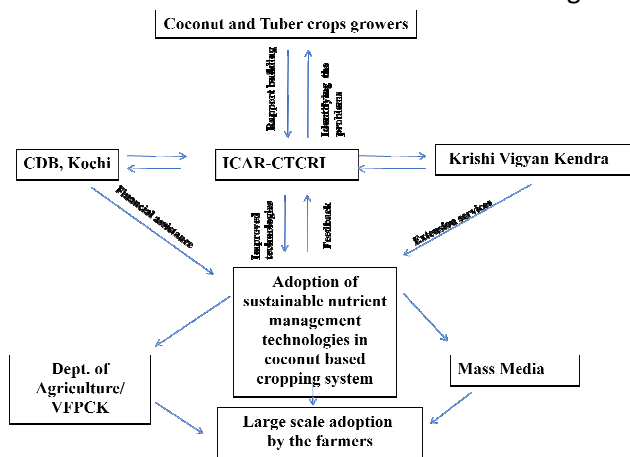 Coconut and Tuber crops growers
Rapport building
Identifying the
problems
CDB, Kochi
ICAR-CTCRI
Krishi Vigyan Kendra
Financial assistance
Improved
technologies
Feedback
Extension services
Adoption of
sustainable nutrient
management
technologies in
coconut based
cropping system
Dept. of
Agriculture/
VFPCK
Mass Media
Large scale adoption
by the farmers